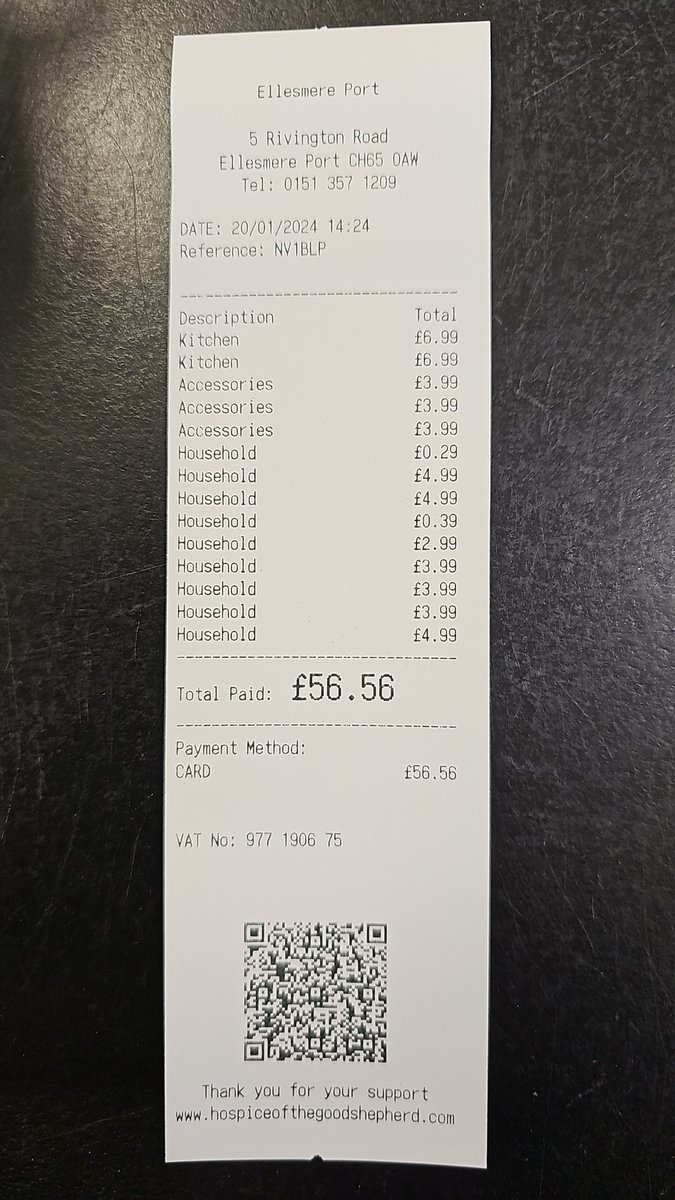 Ellesmere Port
5 Rivington Road
Ellesmere Port CH65 0AW
Tel: 0151 357 1209
DATE: 20/01/2024 14:24
Reference: NV1BLP
Description Total
Kitchen £6.99
Kitchen £6.99
Accessories £3.99
Accessories £3.99
Accessories £3.99
Household £0.29
Household £4.99
Household £4.99
Household £0.39
Household £2.99
Household £3.99
Household £3.99
Household £3.99
Household £4.99
Total Paid: £56.56
Payment Method:
CARD £56.56
VAT No: 977 1906 75
Thank you for your support
www.hospiceofthegoodshepherd.com